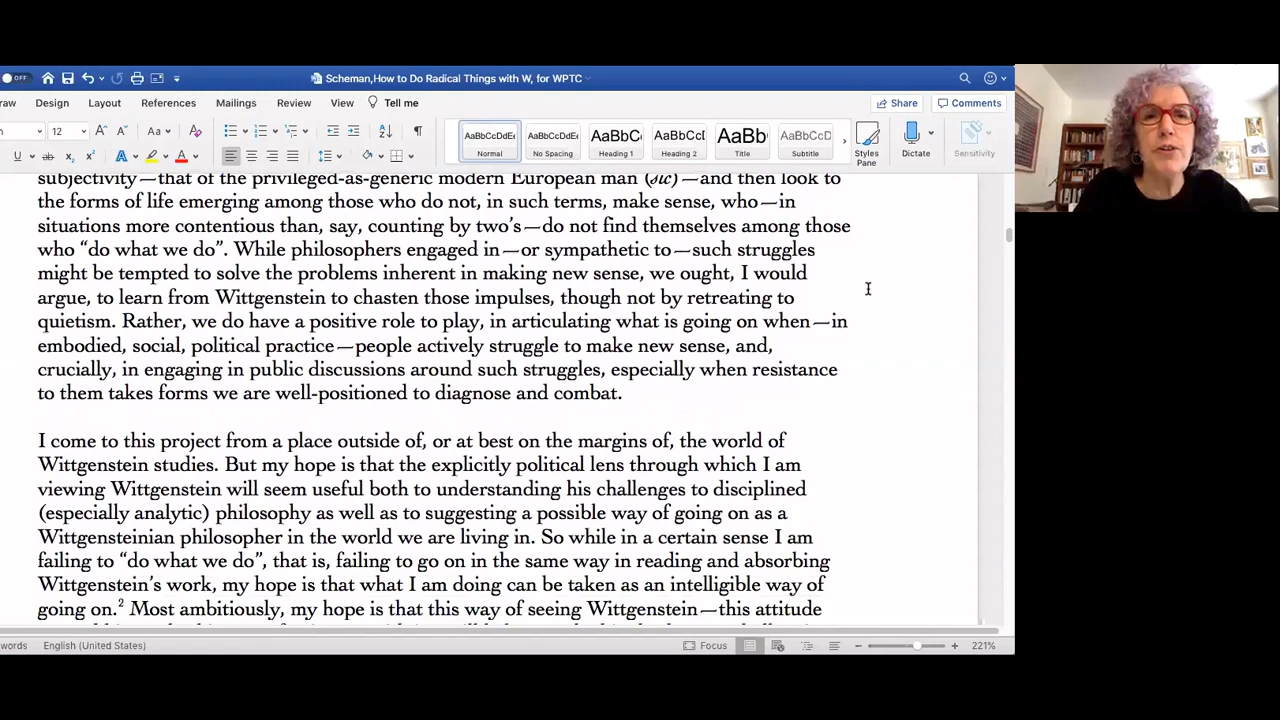 OFF
Scheman,How to Do Radical Things with W, for WPTC
raw Design Layout References Mailings Review View Tell me Share Comments
12 Aa AaBbCcDdEe AaBbCcDdEe AaBbC AaBbCcD AaBb AaBbCcD
Normal No Spacing Heading 1 Heading 2 Title Subtitle Styles Pane Dictate Sensitivity
subjectivity—that of the privileged-as-generic modern European man (sic)—and then look to
the forms of life emerging among those who do not, in such terms, make sense, who—in
situations more contentious than, say, counting by two's—do not find themselves among those
who “do what we do”. While philosophers engaged in—or sympathetic to—such struggles
might be tempted to solve the problems inherent in making new sense, we ought, I would
argue, to learn from Wittgenstein to chasten those impulses, though not by retreating to
quietism. Rather, we do have a positive role to play, in articulating what is going on when—in
embodied, social, political practice—people actively struggle to make new sense, and,
crucially, in engaging in public discussions around such struggles, especially when resistance
to them takes forms we are well-positioned to diagnose and combat.
I come to this project from a place outside of, or at best on the margins of, the world of
Wittgenstein studies. But my hope is that the explicitly political lens through which I am
viewing Wittgenstein will seem useful both to understanding his challenges to disciplined
(especially analytic) philosophy as well as to suggesting a possible way of going on as a
Wittgensteinian philosopher in the world we are living in. So while in a certain sense I am
failing to “do what we do”, that is, failing to go on in the same way in reading and absorbing
Wittgenstein's work, my hope is that what I am doing can be taken as an intelligible way of
going on.2 Most ambitiously, my hope is that this way of seeing Wittgenstein—this attitude
words English (United States) Focus 221%